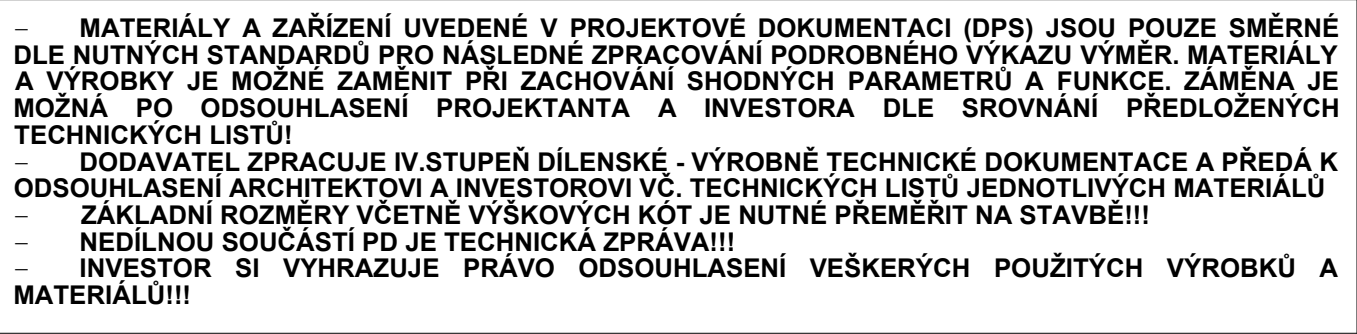 – MATERIÁLY A ZAŘÍZENÍ UVEDENÉ V PROJEKTOVÉ DOKUMENTACI (DPS) JSOU POUZE SMĚRNÉ
DLE NUTNÝCH STANDARDŮ PRO NÁSLEDNÉ ZPRACOVÁNÍ PODROBNÉHO VÝKAZU VÝMĚR. MATERIÁLY
A VÝROBKY JE MOŽNÉ ZAMĚNIT PŘI ZACHOVÁNÍ SHODNÝCH PARAMETRŮ A FUNKCE. ZÁMĚNA JE
MOŽNÁ PO ODSOUHLASENÍ PROJEKTANTA A INVESTORA DLE SROVNÁNÍ PŘEDLOŽENÝCH
TECHNICKÝCH LISTŮ!
– DODAVATEL ZPRACUJE IV.STUPEŇ DÍLENSKÉ - VÝROBNĚ TECHNICKÉ DOKUMENTACE A PŘEDÁ K
ODSOUHLASENÍ ARCHITEKTOVI A INVESTOROVI VČ. TECHNICKÝCH LISTŮ JEDNOTLIVÝCH MATERIÁLŮ
– ZÁKLADNÍ ROZMĚRY VČETNĚ VÝŠKOVÝCH KÓT JE NUTNÉ PŘEMĚŘIT NA STAVBĚ!!!
– NEDÍLNOU SOUČÁSTÍ PD JE TECHNICKÁ ZPRÁVA!!!
– INVESTOR SI VYHRAZUJE PRÁVO ODSOUHLASENÍ VEŠKERÝCH POUŽITÝCH VÝROBKŮ A
MATERIÁLŮ!!!